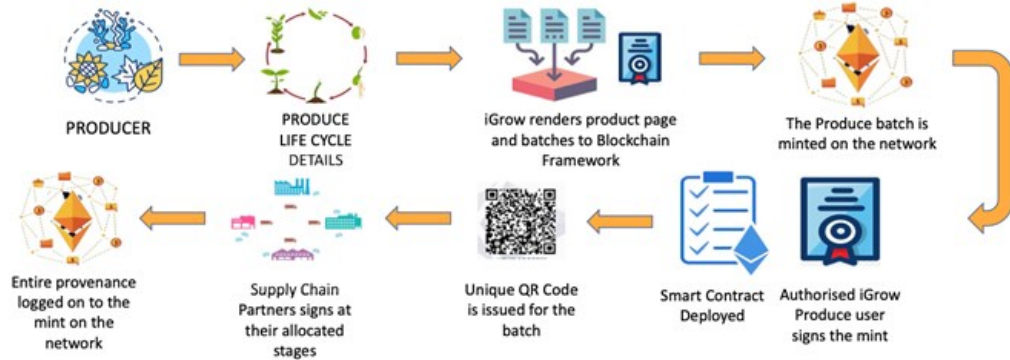 PRODUCER
PRODUCE
LIFE CYCLE
DETAILS
iGrow renders product page
and batches to Blockchain
Framework
The Produce batch is
minted on the network
Entire provenance
logged on to the
mint on the
network
Supply Chain
Partners signs at
their allocated
stages
Unique QR Code
is issued for the
batch
Smart Contract
Deployed
Authorised iGrow
Produce user
signs the mint